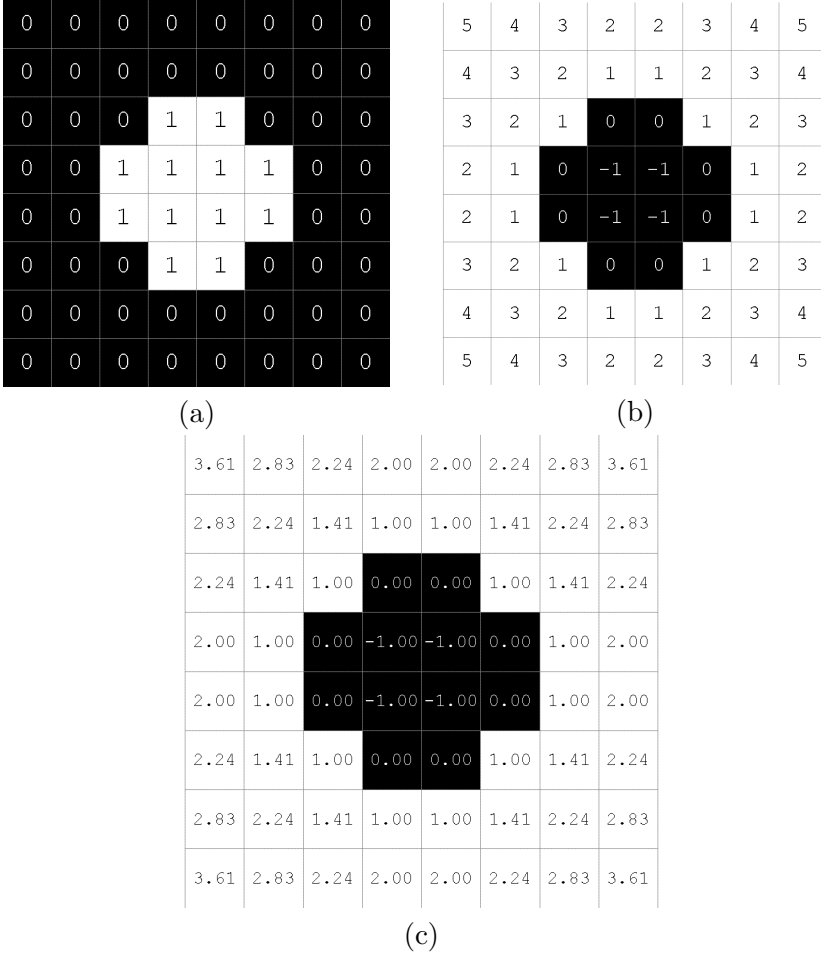 0 0 0 0 0 0 0 0
0 0 0 0 0 0 0 0
0 0 0 1 1 0 0 0
0 0 1 1 1 1 0 0
0 0 1 1 1 1 0 0
0 0 0 1 1 0 0 0
0 0 0 0 0 0 0 0
0 0 0 0 0 0 0 0
(a)
5 4 3 2 2 3 4 5
4 3 2 1 1 2 3 4
3 2 1 0 0 1 2 3
2 1 0 -1 -1 0 1 2
2 1 0 -1 -1 0 1 2
3 2 1 0 0 1 2 3
4 3 2 1 1 2 3 4
5 4 3 2 2 3 4 5
(b)
3.61 2.83 2.24 2.00 2.00 2.24 2.83 3.61
2.83 2.24 1.41 1.00 1.00 1.41 2.24 2.83
2.24 1.41 1.00 0.00 0.00 1.00 1.41 2.24
2.00 1.00 0.00 -1.00 -1.00 0.00 1.00 2.00
2.00 1.00 0.00 -1.00 -1.00 0.00 1.00 2.00
2.24 1.41 1.00 0.00 0.00 1.00 1.41 2.24
2.83 2.24 1.41 1.00 1.00 1.41 2.24 2.83
3.61 2.83 2.24 2.00 2.00 2.24 2.83 3.61
(c)